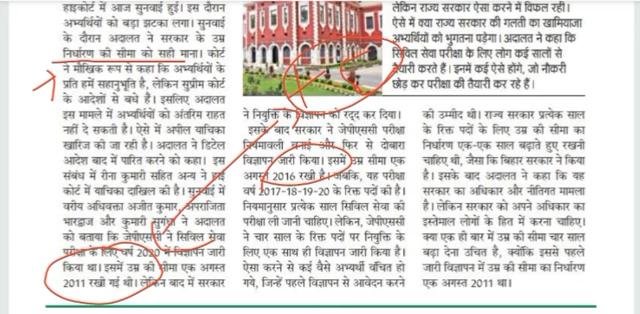 हाइकोर्ट में आज सुनवाई हुई। इस दौरान
अभ्यर्थियों को बड़ा झटका लगा। सुनवाई
के दौरान अदालत ने सरकार के उम्र
निर्धारण की सीमा को सही माना। कोर्ट
ने मौखिक रूप से कहा कि अभ्यर्थियों के
प्रति हमें सहानुभूति है, लेकिन सुप्रीम कोर्ट
के आदेशों से बंधे हैं। इसलिए अदालत
इस मामले में अभ्यर्थियों को अंतरिम राहत
नहीं दे सकती है। ऐसे में अपील याचिका
खारिज की जा रही है। अदालत ने डिटेल
आदेश बाद में पारित करने को कहा। इस
संबंध में रीना कुमारी सहित अन्य ने हाई
कोर्ट में याचिका दाखिल की है। सुनवाई में
वरीय अधिवक्ता अजीत कुमार, अपराजिता
भारद्वाज और कुमारी सुगंधा ने अदालत
को बताया कि जेपीएससी ने सिविल सेवा
परीक्षा के लिए वर्ष 2020 में विज्ञापन जारी
किया था। इसमें उम्र की सीमा एक अगस्त
2011 रखी गई थी। लेकिन बाद में सरकार
ने नियुक्ति के विज्ञापन को रद्द कर दिया।
इसके बाद सरकार ने जेपीएससी परीक्षा
नियमावली बनाई और फिर से दोबारा
विज्ञापन जारी किया। इसमें उम्र सीमा एक
अगस्त 2016 रखी है। जबकि, यह परीक्षा
वर्ष 2017-18-19-20 के रिक्त पदों की है।
नियमानुसार प्रत्येक साल सिविल सेवा की
परीक्षा ली जानी चाहिए। लेकिन, जेपीएससी
ने चार साल के रिक्त पदों पर नियुक्ति के
लिए एक साथ ही विज्ञापन जारी किया है।
ऐसा करने से कई वैसे अभ्यर्थी वंचित हो
गये, जिन्हें पहले विज्ञापन से आवेदन करने
लेकिन राज्य सरकार ऐसा करने में विफल रही।
ऐसे में क्या राज्य सरकार की गलती का खामियाजा
अभ्यर्थियों को भुगतना पड़ेगा। अदालत ने कहा कि
सिविल सेवा परीक्षा के लिए लोग कई सालों से
तैयारी करते हैं। इनमें कई ऐसे होंगे, जो नौकरी
छोड़ कर परीक्षा की तैयारी कर रहे हैं।
की उम्मीद थी। राज्य सरकार प्रत्येक साल
के रिक्त पदों के लिए उम्र की सीमा का
निर्धारण एक-एक साल बढ़ाते हुए रखनी
चाहिए थी, जैसा कि बिहार सरकार ने किया
है। इसके बाद अदालत ने कहा कि यह
सरकार का अधिकार और नीतिगत मामला
है। लेकिन सरकार को अपने अधिकार का
इस्तेमाल लोगों के हित में करना चाहिए।
क्या एक ही बार में उम्र की सीमा चार साल
बढ़ा देना उचित है, क्योंकि इससे पहले
जारी विज्ञापन में उम्र की सीमा का निर्धारण
एक अगस्त 2011 था।